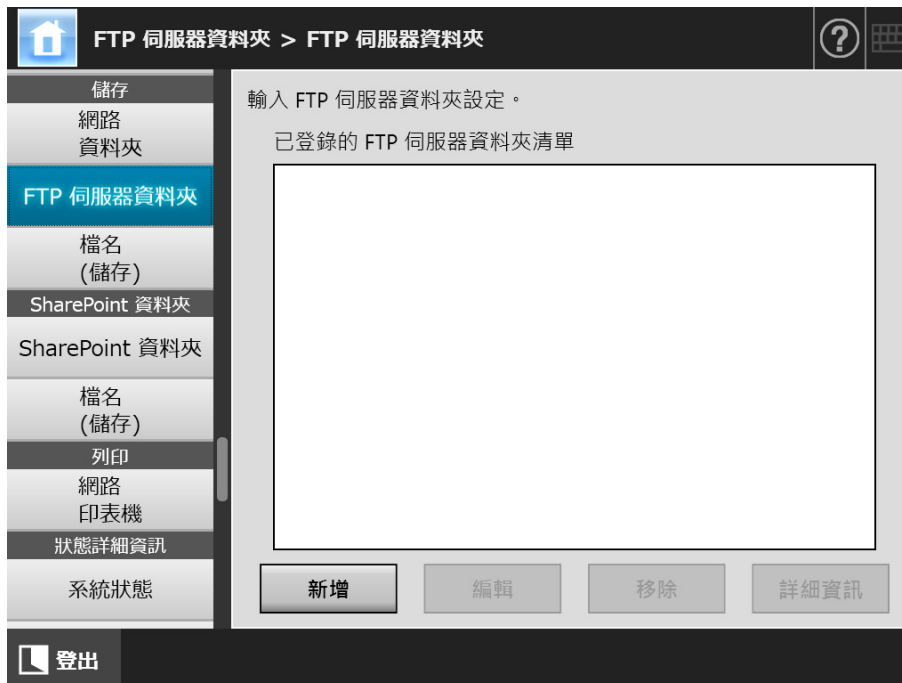 FTP 伺服器資料夾 > FTP 伺服器資料夾
?
儲存
網路
資料夾
FTP 伺服器資料夾
檔名
(儲存)
SharePoint 資料夾
SharePoint 資料夾
檔名
(儲存)
列印
網路
印表機
狀態詳細資訊
系統狀態
輸入 FTP 伺服器資料夾設定。
已登錄的 FTP 伺服器資料夾清單
新增
編輯
移除
詳細資訊
登出